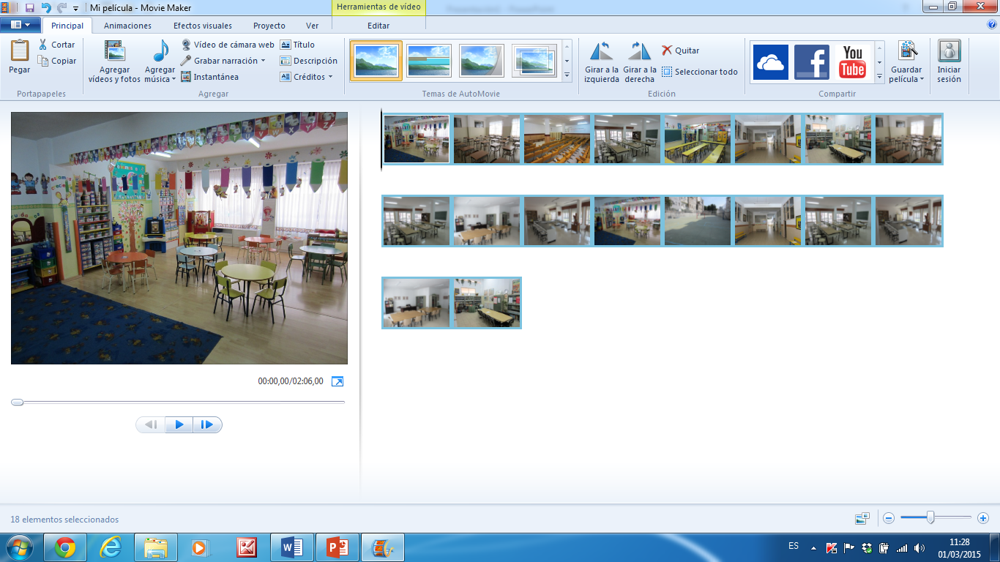 Mi película - Movie Maker
Herramientas de vídeo
Principal
Animaciones
Efectos visuales
Proyecto
Ver
Editar
Pegar
Cortar
Copiar
Portapapeles
Agregar
vídeos y fotos
Agregar
música
Vídeo de cámara web
Grabar narración
Instantánea
Título
Descripción
Créditos
Agregar
Temas de AutoMovie
Girar a la
izquierda
Girar a la
derecha
Quitar
Seleccionar todo
Edición
You
Tube
Compartir
Guardar
película
Iniciar
sesión
V W X Y Z
00:00,00/02:06,00
18 elementos seleccionados
ES
11:28
01/03/2015